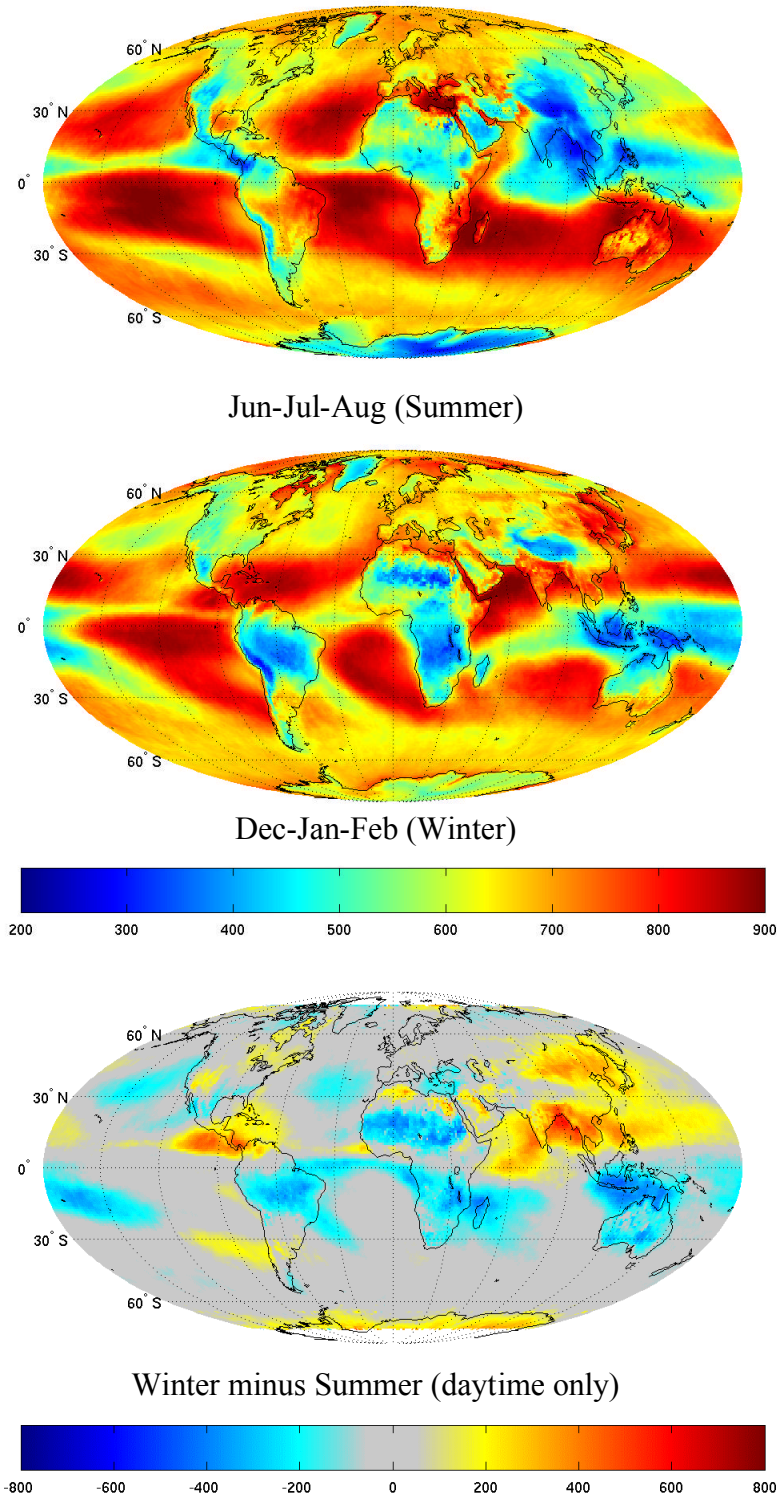 60° N
30° N
0°
30° S
60° S
Jun-Jul-Aug (Summer)
60° N
30° N
0°
30° S
60° S
Dec-Jan-Feb (Winter)
200 300 400 500 600 700 800 900
60° N
30° N
0°
30° S
60° S
Winter minus Summer (daytime only)
-800 -600 -400 -200 0 200 400 600 800